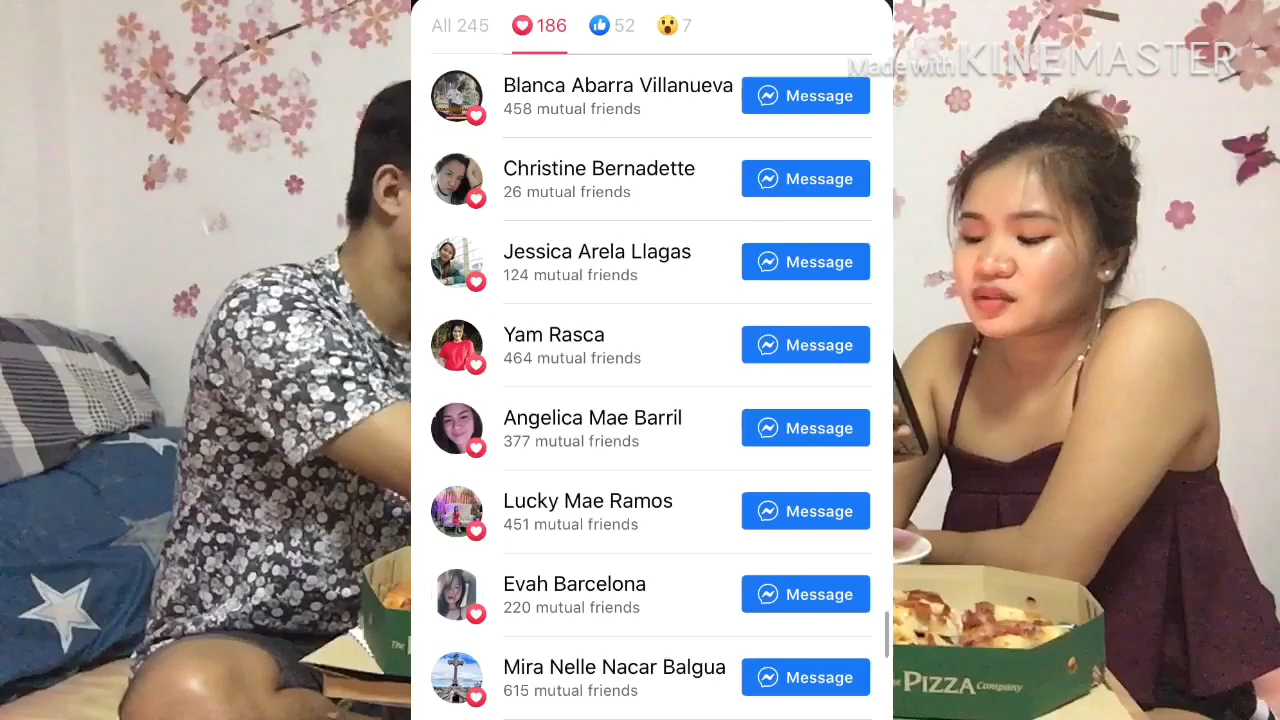 All 245 186 52 7
Made with KINEMASTER
Blanca Abarra Villanueva
458 mutual friends
Message
Christine Bernadette
26 mutual friends
Message
Jessica Arela Llagas
124 mutual friends
Message
Yam Rasca
464 mutual friends
Message
Angelica Mae Barril
377 mutual friends
Message
Lucky Mae Ramos
451 mutual friends
Message
Evah Barcelona
220 mutual friends
Message
Mira Nelle Nacar Balgua
615 mutual friends
Message
The
PIZZA Company